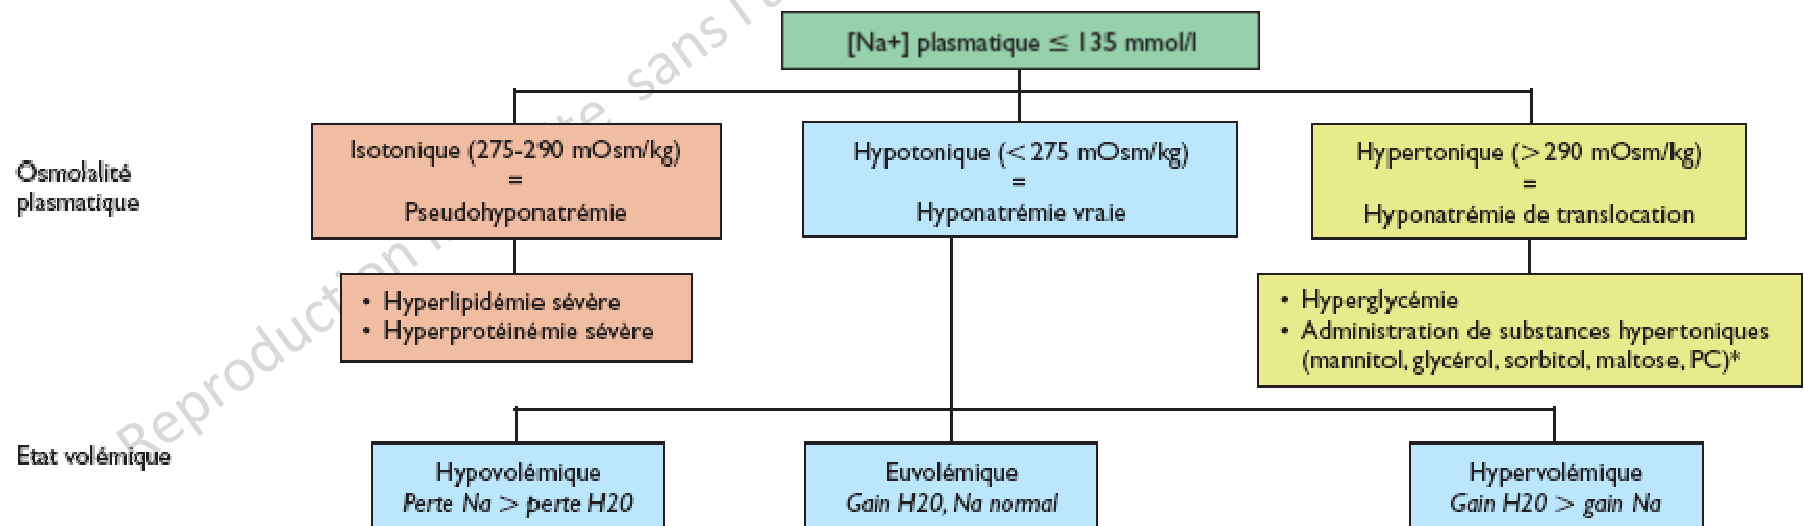 [Na+] plasmatique ≤ 135 mmol/l
Osmolalité
plasmatique
Isotonique (275-290 mOsm/kg)
=
Pseudohyponatrémie
Hypotonique (< 275 mOsm/kg)
=
Hyponatrémie vraie
Hypertonique (> 290 mOsm/kg)
=
Hyponatrémie de translocation
• Hyperlipidémie sévère
• Hyperprotéinémie sévère
• Hyperglycémie
• Administration de substances hypertoniques
(mannitol, glycérol, sorbitol, maltose, PC)*
Etat volémique
Hypovolémique
Perte Na > perte H20
Euvolémique
Gain H20, Na normal
Hypervolémique
Gain H20 > gain Na
Reproduction sans l'